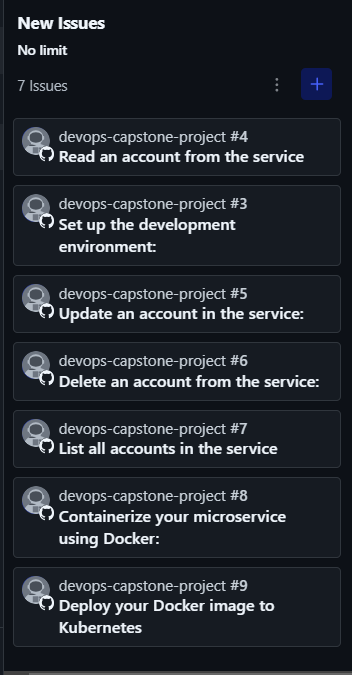 New Issues
No limit
7 Issues
devops-capstone-project #4
Read an account from the service
devops-capstone-project #3
Set up the development
environment:
devops-capstone-project #5
Update an account in the service:
devops-capstone-project #6
Delete an account from the service:
devops-capstone-project #7
List all accounts in the service
devops-capstone-project #8
Containerize your microservice
using Docker:
devops-capstone-project #9
Deploy your Docker image to
Kubernetes